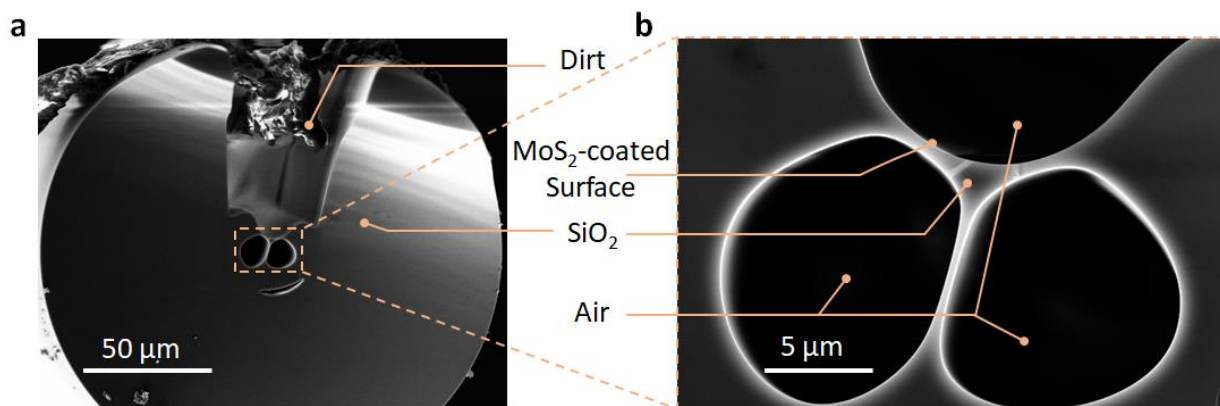 a
b
Dirt
MoS₂-coated
Surface
SiO₂
Air
50 μm
5 μm